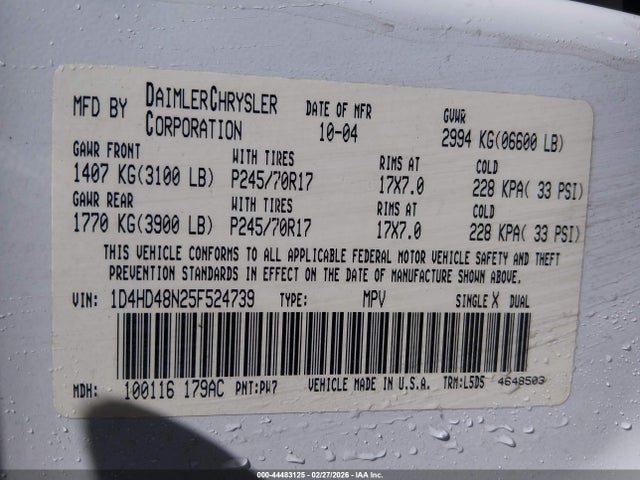 MFD BY DAIMLERCHRYSLER CORPORATION DATE OF MFR 10-04 GVWR 2994 KG(06600 LB)
GAWR FRONT WITH TIRES RIMS AT COLD
1407 KG(3100 LB) P245/70R17 17X7.0 228 KPA( 33 PSI)
GAWR REAR WITH TIRES RIMS AT COLD
1770 KG(3900 LB) P245/70R17 17X7.0 228 KPA( 33 PSI)
THIS VEHICLE CONFORMS TO ALL APPLICABLE FEDERAL MOTOR VEHICLE SAFETY AND THEFT
PREVENTION STANDARDS IN EFFECT ON THE DATE OF MANUFACTURE SHOWN ABOVE.
VIN: 1D4HD48N25F524739 TYPE: MPV SINGLE X DUAL
MDH: 100116 179AC PNT:PW7 VEHICLE MADE IN U.S.A. TRM:L5D5 4648503
000-44483125 - 02/27/2026 - IAA, Inc.